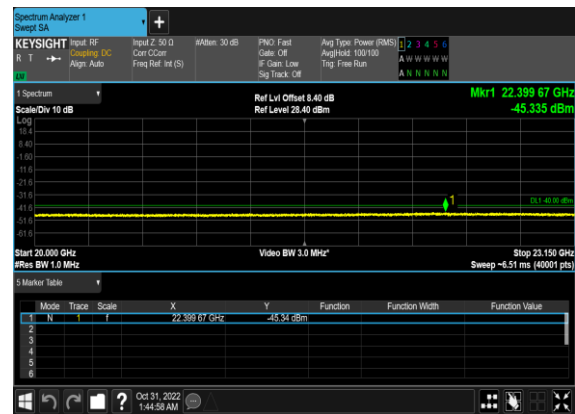 Spectrum Analyzer 1
Swept SA
+
KEYSIGHT Input: RF Input Z: 50 Ω #Atten: 30 dB PNO: Fast Avg Type: Power (RMS) 1 2 3 4 5 6
R T Coupling: DC Corr CCorr Gate: Off Avg|Hold: 100/100 A W W W W W
Align: Auto Freq Ref: Int (S) IF Gain: Low Trig: Free Run
LW Sig Track: Off A N N N N N
1 Spectrum Ref Lvl Offset 8.40 dB Mkr1 22.399 67 GHz
Scale/Div 10 dB Ref Level 28.40 dBm -45.335 dBm
Log
18.4
8.40
-1.60
-11.6
-21.6
-31.6
1 DL1 -40.00 dBm
-41.6
-51.6
-61.6
Start 20.000 GHz Video BW 3.0 MHz* Stop 23.150 GHz
#Res BW 1.0 MHz Sweep ~6.51 ms (40001 pts)
5 Marker Table
Mode Trace Scale X Y Function Function Width Function Value
1 N 1 f 22.399 67 GHz -45.34 dBm
2
3
4
5
6
? Oct 31, 2022
1:44:58 AM